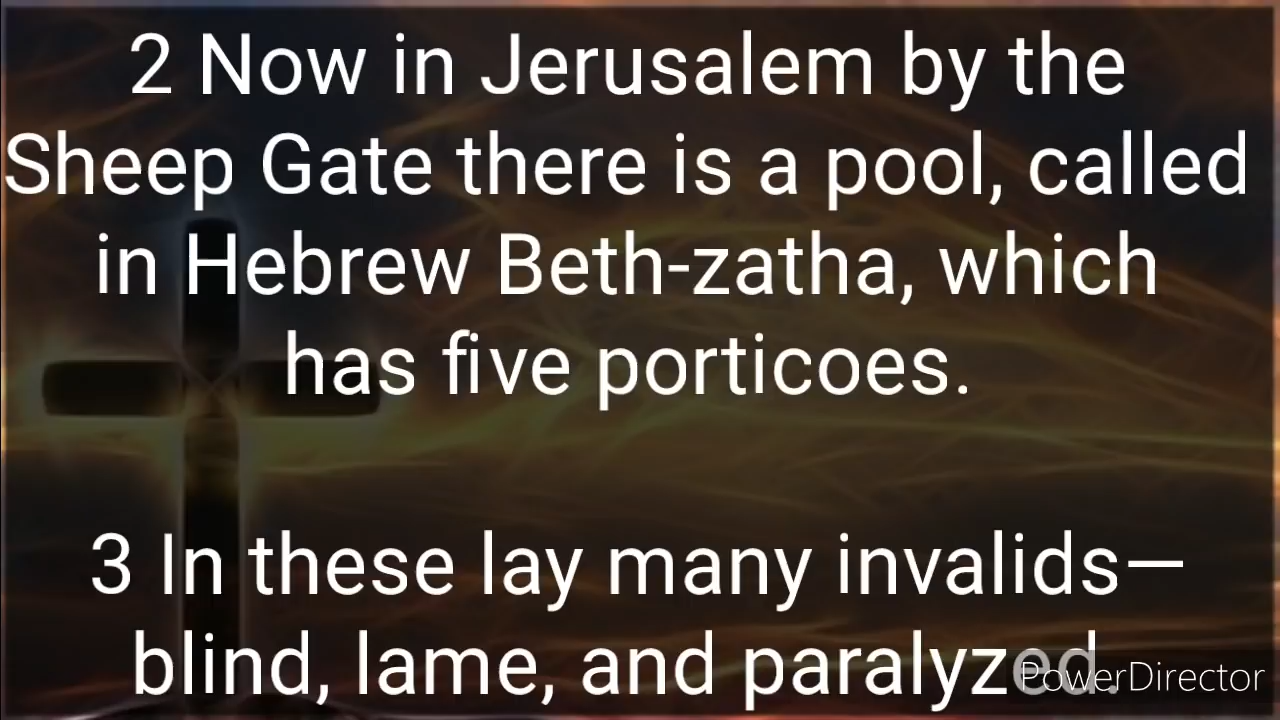 2 Now in Jerusalem by the
Sheep Gate there is a pool, called
in Hebrew Beth-zatha, which
has five porticoes.
3 In these lay many invalids—
blind, lame, and paralyzed.
PowerDirector